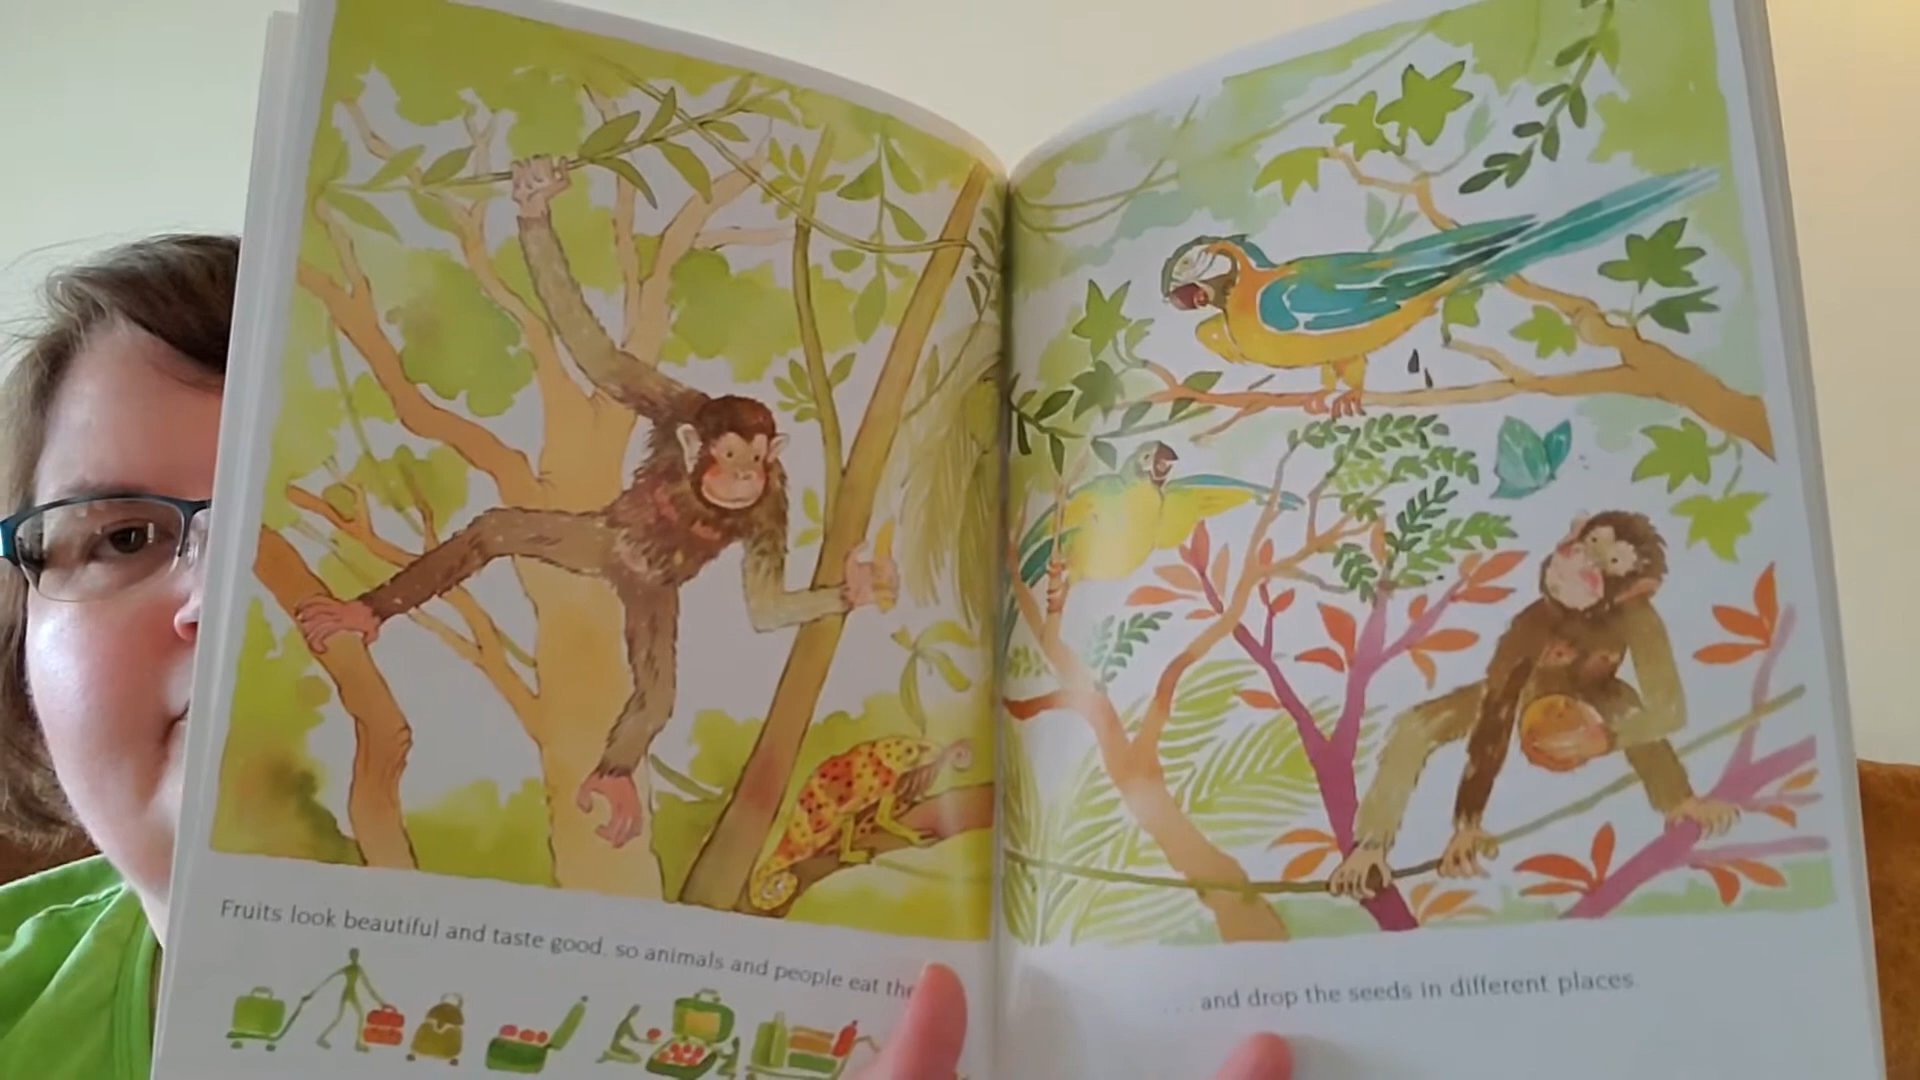 Fruits look beautiful and taste good, so animals and people eat
... and drop the seeds in different places.